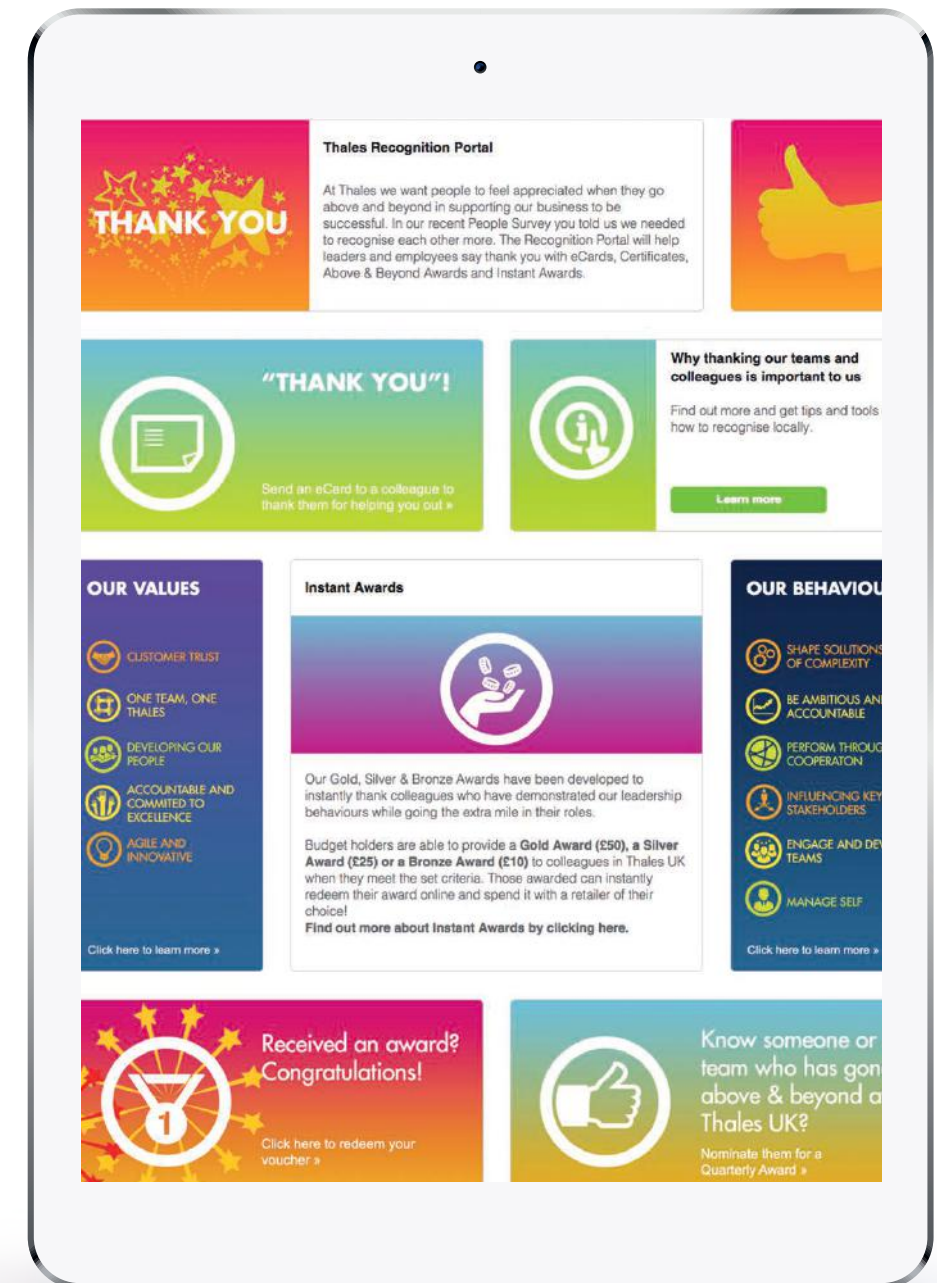 THANK YOU
Thales Recognition Portal
At Thales we want people to feel appreciated when they go
above and beyond in supporting our business to be
successful. In our recent People Survey you told us we needed
to recognise each other more. The Recognition Portal will help
leaders and employees say thank you with eCards, Certificates,
Above & Beyond Awards and Instant Awards.
"THANK YOU"!
Send an eCard to a colleague to
thank them for helping you out »
Why thanking our teams and
colleagues is important to us
Find out more and get tips and tools
how to recognise locally.
Learn more
OUR VALUES
CUSTOMER TRUST
ONE TEAM, ONE
THALES
DEVELOPING OUR
PEOPLE
ACCOUNTABLE AND
COMMITED TO
EXCELLENCE
AGILE AND
INNOVATIVE
Click here to learn more »
Instant Awards
Our Gold, Silver & Bronze Awards have been developed to
instantly thank colleagues who have demonstrated our leadership
behaviours while going the extra mile in their roles.
Budget holders are able to provide a Gold Award (£50), a Silver
Award (£25) or a Bronze Award (£10) to colleagues in Thales UK
when they meet the set criteria. Those awarded can instantly
redeem their award online and spend it with a retailer of their
choice!
Find out more about Instant Awards by clicking here.
OUR BEHAVIOU
SHAPE SOLUTIONS
OF COMPLEXITY
BE AMBITIOUS AN
ACCOUNTABLE
PERFORM THROUG
COOPERATON
INFLUENCING KEY
STAKEHOLDERS
ENGAGE AND DEV
TEAMS
MANAGE SELF
Click here to learn more »
1
Received an award?
Congratulations!
Click here to redeem your
voucher »
Know someone or
team who has gon
above & beyond a
Thales UK?
Nominate them for a
Quarterly Award »